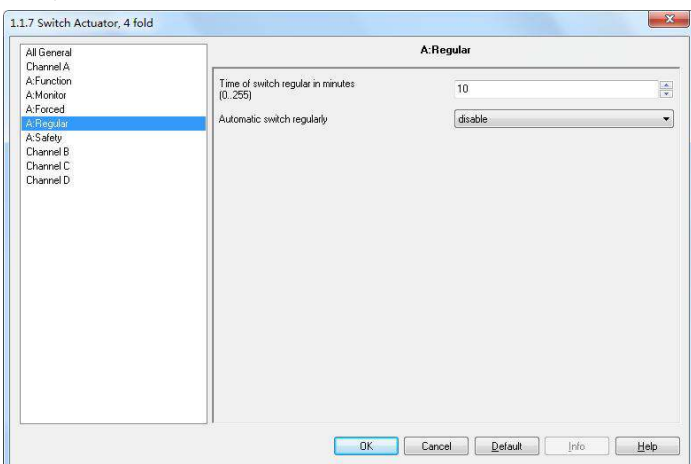 1.1.7 Switch Actuator, 4 fold
All General
Channel A
A:Function
A:Monitor
A:Forced
A:Regular
A:Safety
Channel B
Channel C
Channel D
A:Regular
Time of switch regular in minutes
(0..255)
10
Automatic switch regularly
disable
OK
Cancel
Default
Info
Help